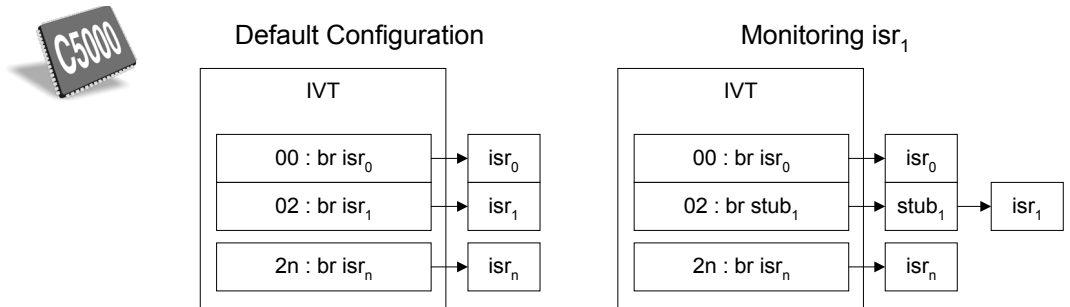 C5000
Default Configuration
IVT
00 : br isr₀
isr₀
02 : br isr₁
isr₁
2n : br isrₙ
isrₙ
Monitoring isr₁
IVT
00 : br isr₀
isr₀
02 : br stub₁
stub₁
isr₁
2n : br isrₙ
isrₙ